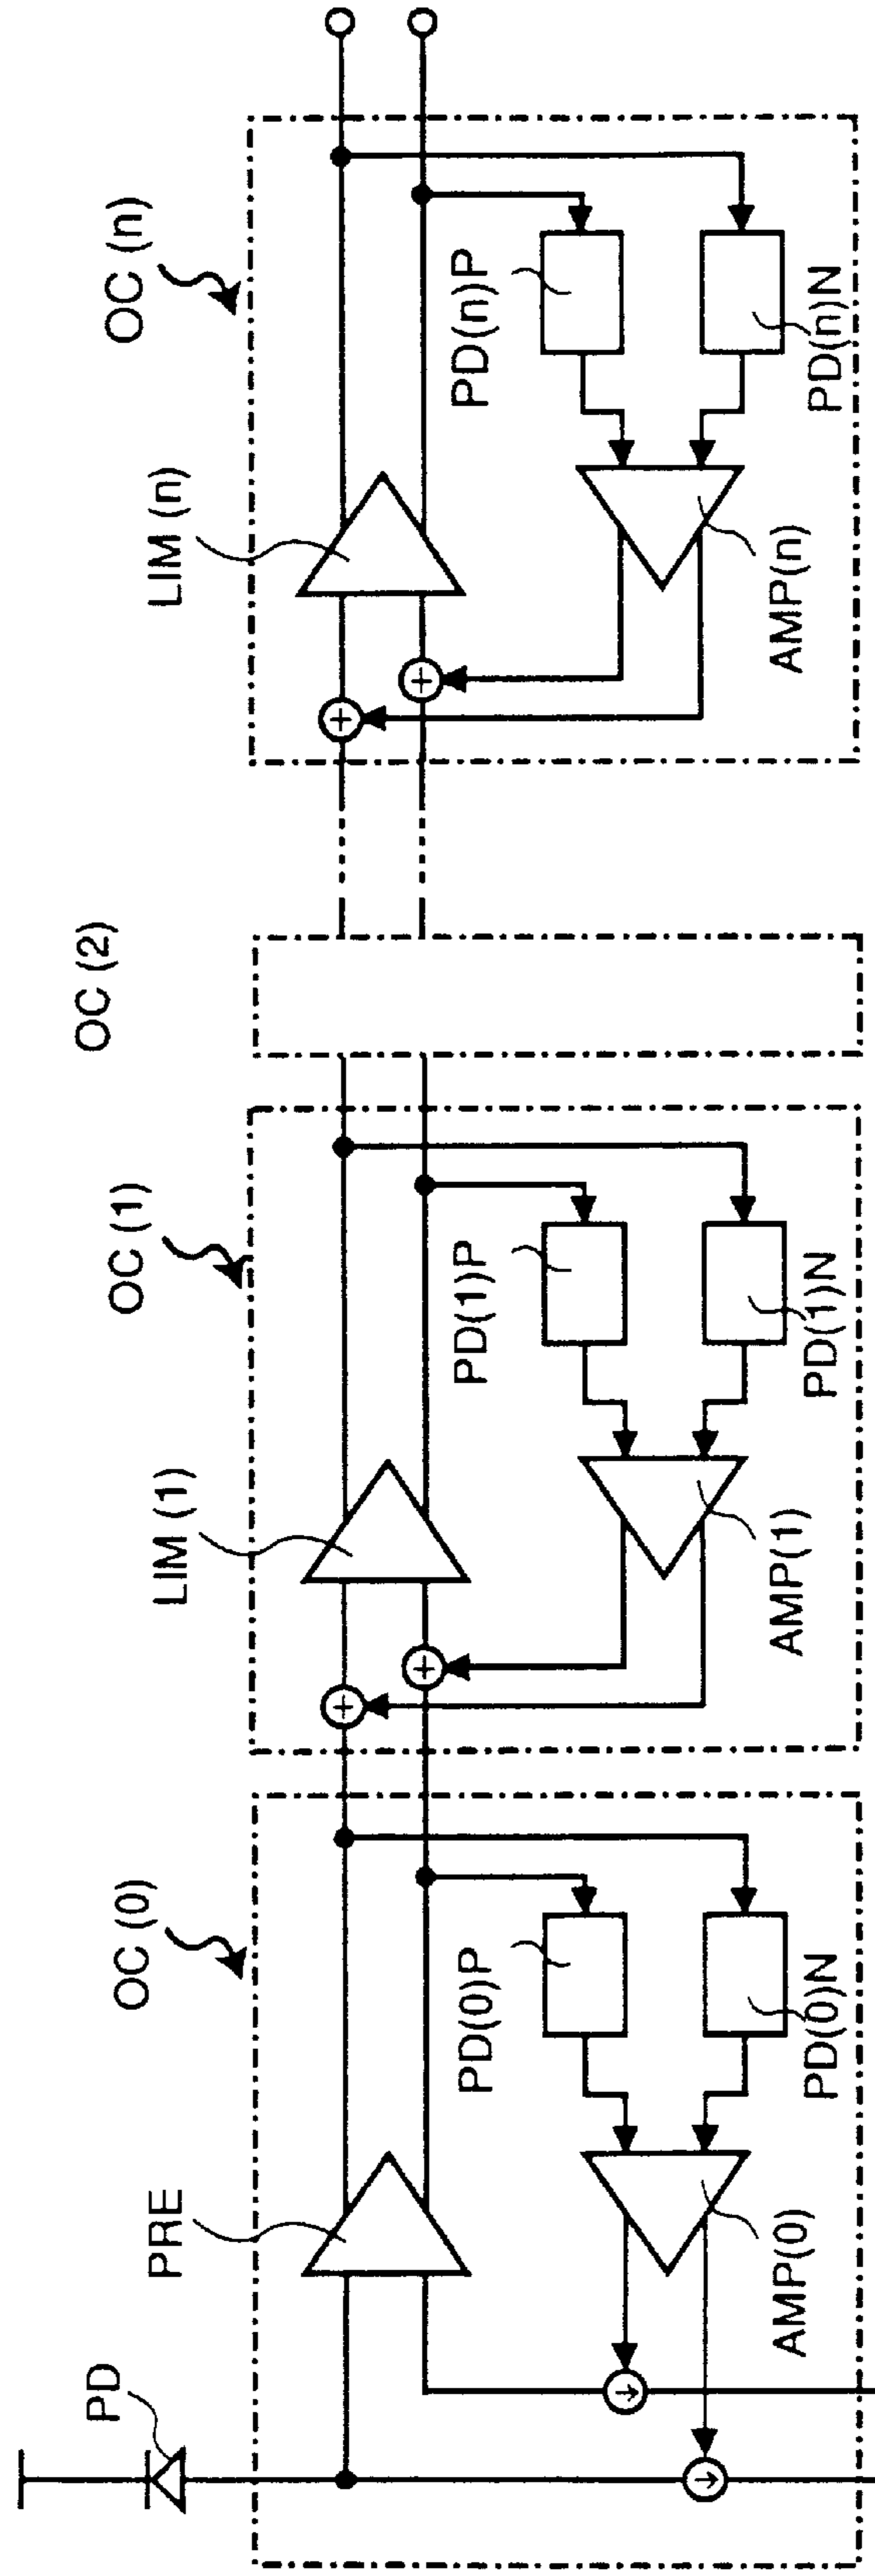 PD
PRE
OC (0)
PD(0)P
PD(0)N
AMP(0)
LIM (1)
OC (1)
PD(1)P
PD(1)N
AMP(1)
OC (2)
LIM (n)
OC (n)
PD(n)P
PD(n)N
AMP(n)
+
+
+
+